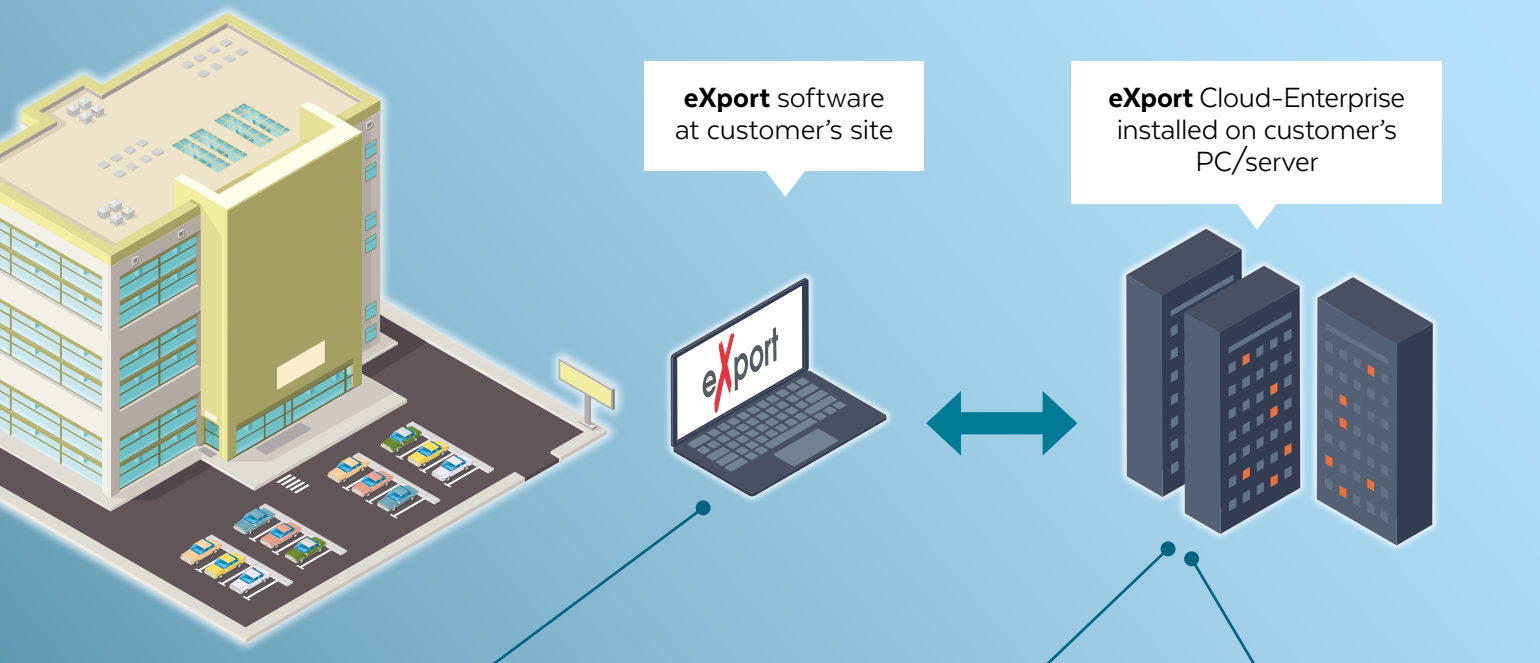 eXport software
at customer’s site
eXport Cloud-Enterprise
installed on customer’s
PC/server
eXport